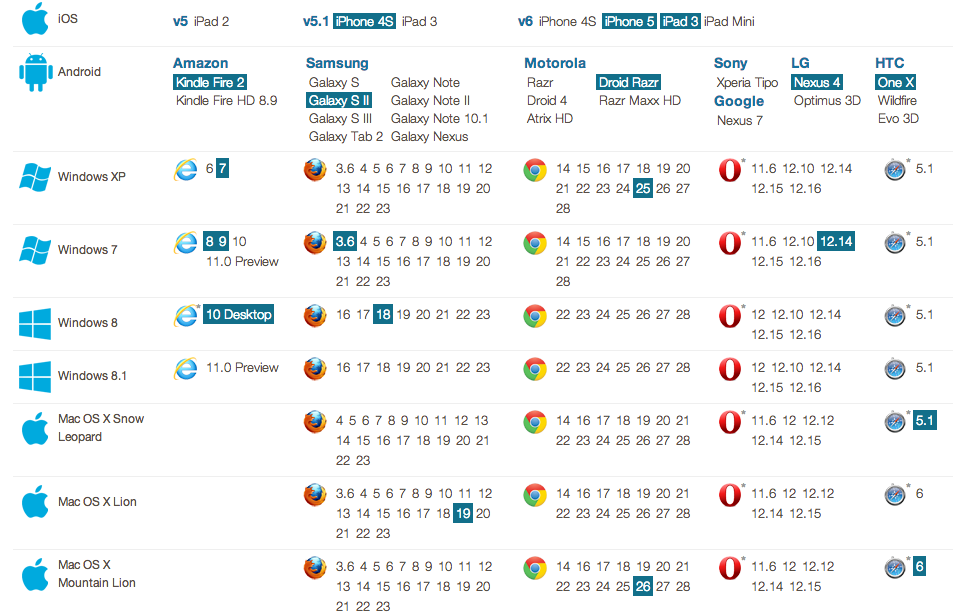 iOS v5 iPad 2 v5.1 iPhone 4S iPad 3 v6 iPhone 4S iPhone 5 iPad 3 iPad Mini
Android
Amazon
Kindle Fire 2
Kindle Fire HD 8.9
Samsung
Galaxy S Galaxy Note
Galaxy S II Galaxy Note II
Galaxy S III Galaxy Note 10.1
Galaxy Tab 2 Galaxy Nexus
Motorola
Razr Droid Razr
Droid 4 Razr Maxx HD
Atrix HD
Sony
Xperia Tipo
Google
Nexus 7
LG
Nexus 4
Optimus 3D
HTC
One X
Wildfire
Evo 3D
Windows XP
6 7
3.6 4 5 6 7 8 9 10 11 12
13 14 15 16 17 18 19 20
21 22 23
14 15 16 17 18 19 20
21 22 23 24 25 26 27
28
* 11.6 12.10 12.14
12.15 12.16
* 5.1
Windows 7
8 9 10
11.0 Preview
3.6 4 5 6 7 8 9 10 11 12
13 14 15 16 17 18 19 20
21 22 23
14 15 16 17 18 19 20
21 22 23 24 25 26 27
28
* 11.6 12.10 12.14
12.15 12.16
* 5.1
Windows 8
* 10 Desktop
16 17 18 19 20 21 22 23
22 23 24 25 26 27 28
* 12 12.10 12.14
12.15 12.16
* 5.1
Windows 8.1
11.0 Preview
16 17 18 19 20 21 22 23
22 23 24 25 26 27 28
* 12 12.10 12.14
12.15 12.16
5.1
Mac OS X Snow
Leopard
4 5 6 7 8 9 10 11 12 13
14 15 16 17 18 19 20 21
22 23
14 16 17 18 19 20 21
22 23 24 25 26 27 28
* 11.6 12 12.12
12.14 12.15
* 5.1
Mac OS X Lion
3.6 4 5 6 7 8 9 10 11 12
13 14 15 16 17 18 19 20
21 22 23
14 16 17 18 19 20 21
22 23 24 25 26 27 28
* 11.6 12 12.12
12.14 12.15
* 6
Mac OS X
Mountain Lion
3.6 4 5 6 7 8 9 10 11 12
13 14 15 16 17 18 19 20
21 22 23
14 16 17 18 19 20 21
22 23 24 25 26 27 28
* 11.6 12 12.12
12.14 12.15
* 6